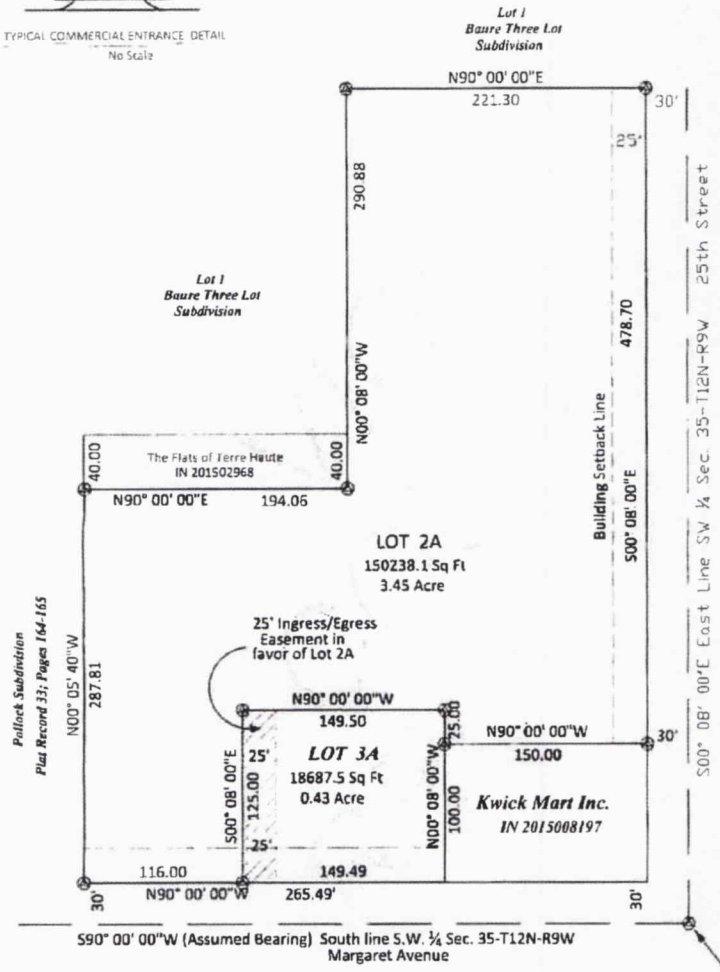 TYPICAL COMMERCIAL ENTRANCE DETAIL
No Scale
Lot 1
Baure Three Lot
Subdivision
N90° 00' 00"E
221.30
30'
25'
290.88
N00° 08' 00"W
Lot 1
Baure Three Lot
Subdivision
478.70
S00° 08' 00"E
Building Setback Line
S00° 08' 00"E East Line SW ¼ Sec. 35-T12N-R9W 25th Street
40.00
The Flats of Terre Haute
IN 201502968
40.00
N90° 00' 00"E 194.06
LOT 2A
150238.1 Sq Ft
3.45 Acre
25' Ingress/Egress
Easement in
favor of Lot 2A
Pollock Subdivision
Plat Record 33; Pages 164-165
N00° 05' 40"W
287.81
N90° 00' 00"W
149.50
25.00
N90° 00' 00"W
150.00
30'
S00° 08' 00"E
125.00
25'
LOT 3A
18687.5 Sq Ft
0.43 Acre
25'
N00° 08' 00"W
100.00
Kwick Mart Inc.
IN 2015008197
116.00
149.49
N90° 00' 00"W
265.49'
30'
30'
S90° 00' 00"W (Assumed Bearing) South line S.W. ¼ Sec. 35-T12N-R9W
Margaret Avenue